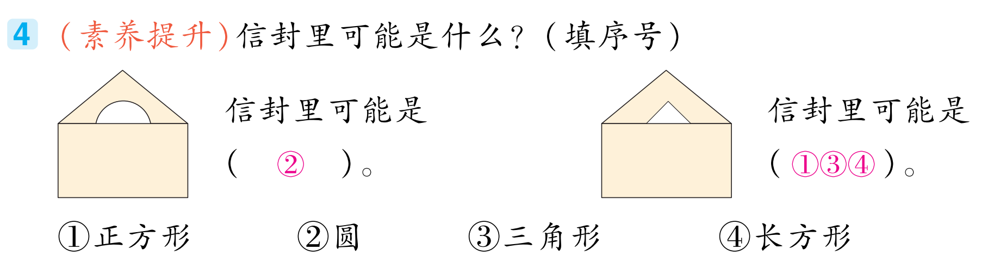 4 (素养提升)信封里可能是什么?(填序号)
信封里可能是
( ② )。
信封里可能是
( ①③④ )。
①正方形 ②圆 ③三角形 ④长方形